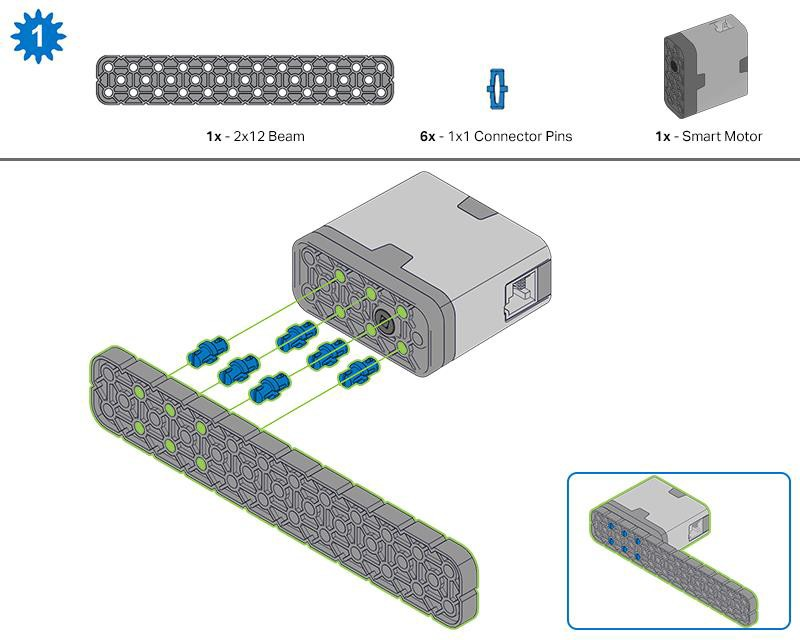 1
1x - 2x12 Beam
6x - 1x1 Connector Pins
1x - Smart Motor